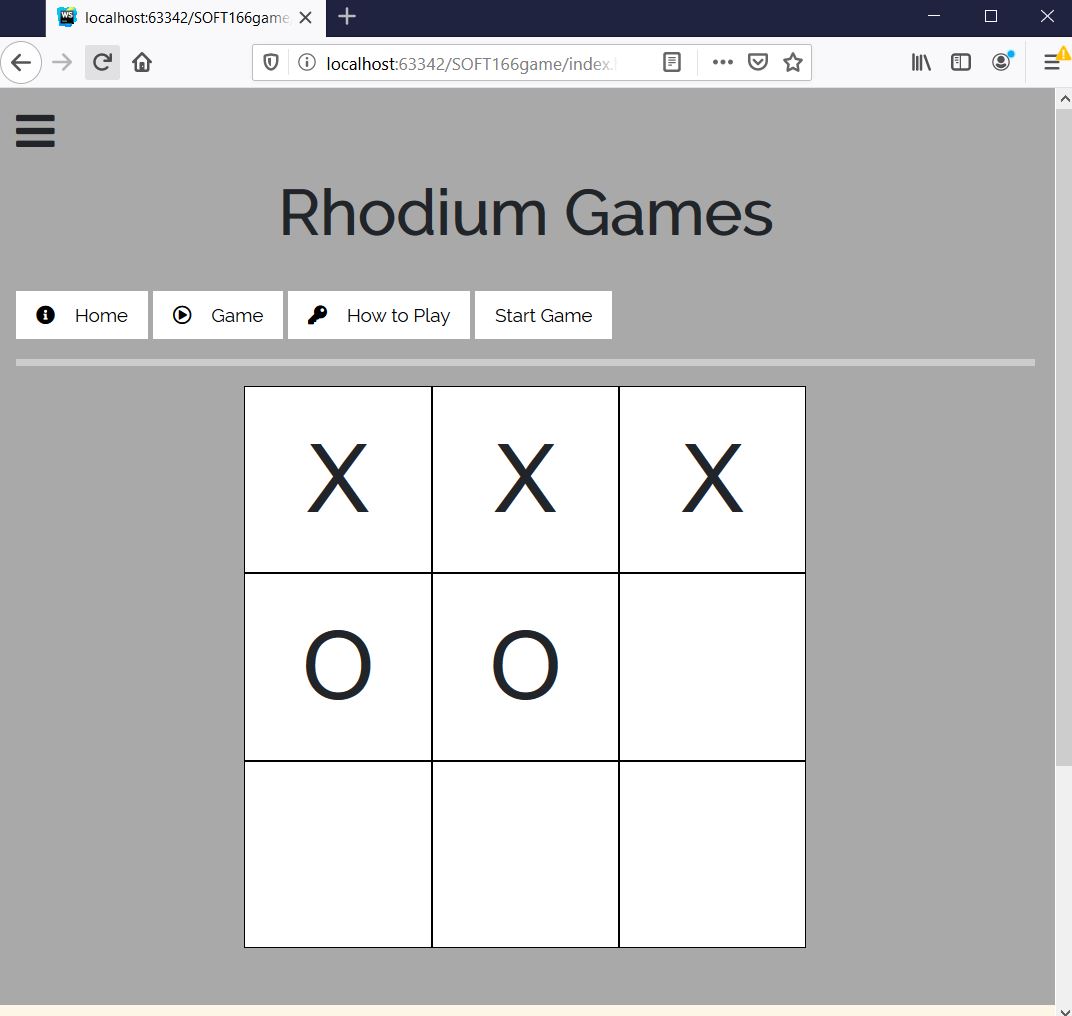 localhost:63342/SOFT166game
localhost:63342/SOFT166game/index.
Rhodium Games
Home Game How to Play Start Game
X X X
O O